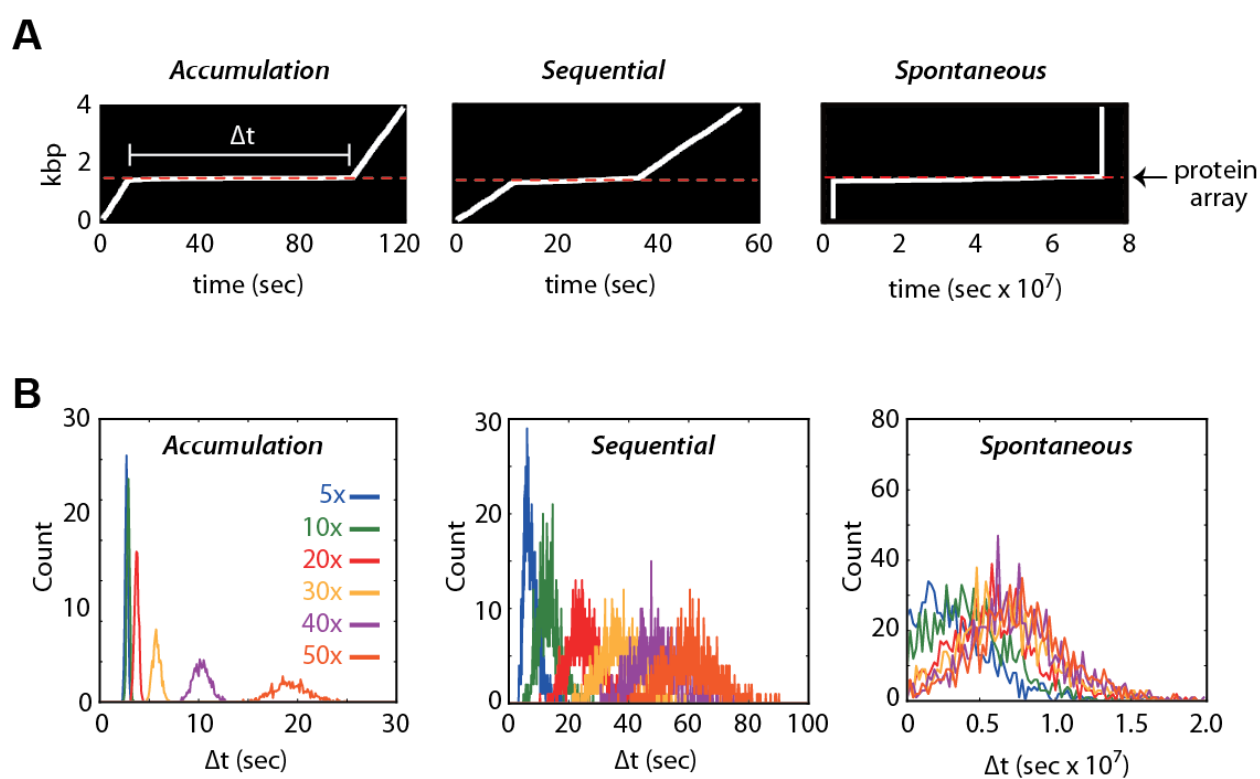 A
Accumulation
Sequential
Spontaneous
kbp
4
2
0
Δt
0 40 80 120
time (sec)
0 20 40 60
time (sec)
0 2 4 6 8
time (sec x 10⁷)
protein
array
B
Accumulation
Count
30
20
10
0
5x
10x
20x
30x
40x
50x
0 10 20 30
Δt (sec)
Sequential
Count
30
20
10
0
0 20 40 60 80 100
Δt (sec)
Spontaneous
Count
80
60
40
20
0
0 0.5 1.0 1.5 2.0
Δt (sec x 10⁷)